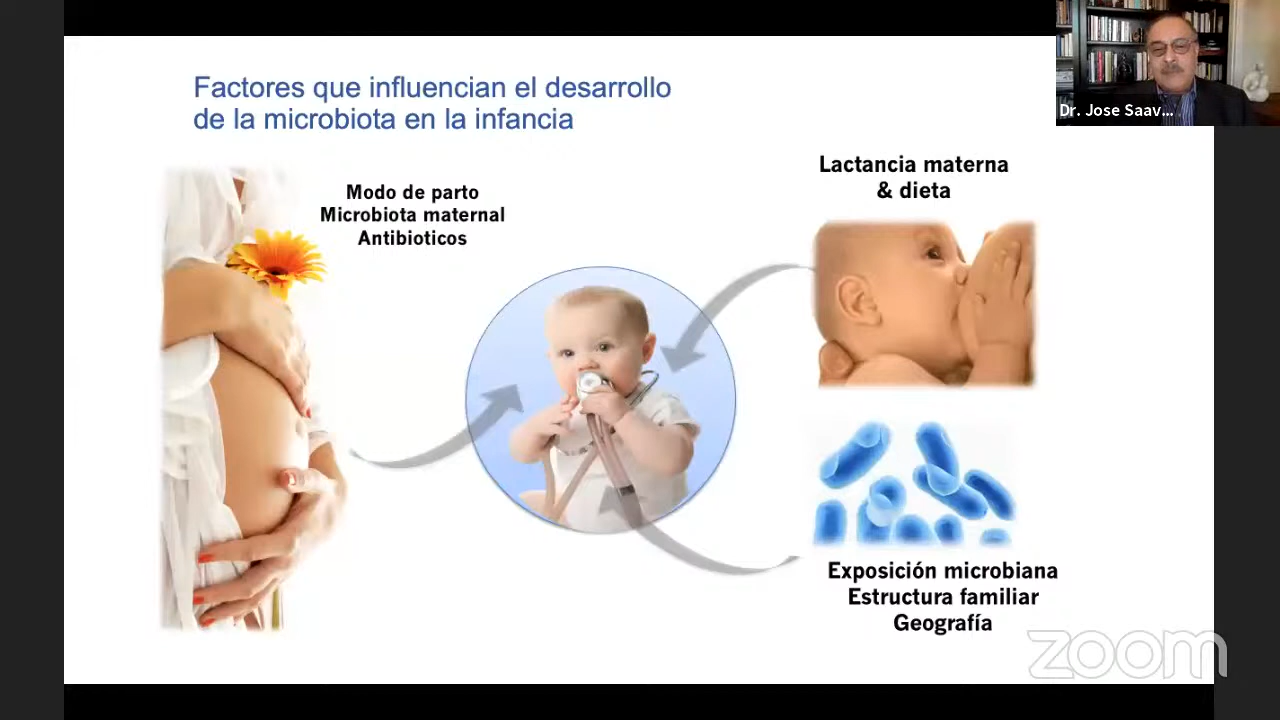 Factores que influencian el desarrollo
de la microbiota en la infancia
Dr. Jose Saav...
Modo de parto
Microbiota maternal
Antibioticos
Lactancia materna
& dieta
Exposición microbiana
Estructura familiar
Geografía
zoom